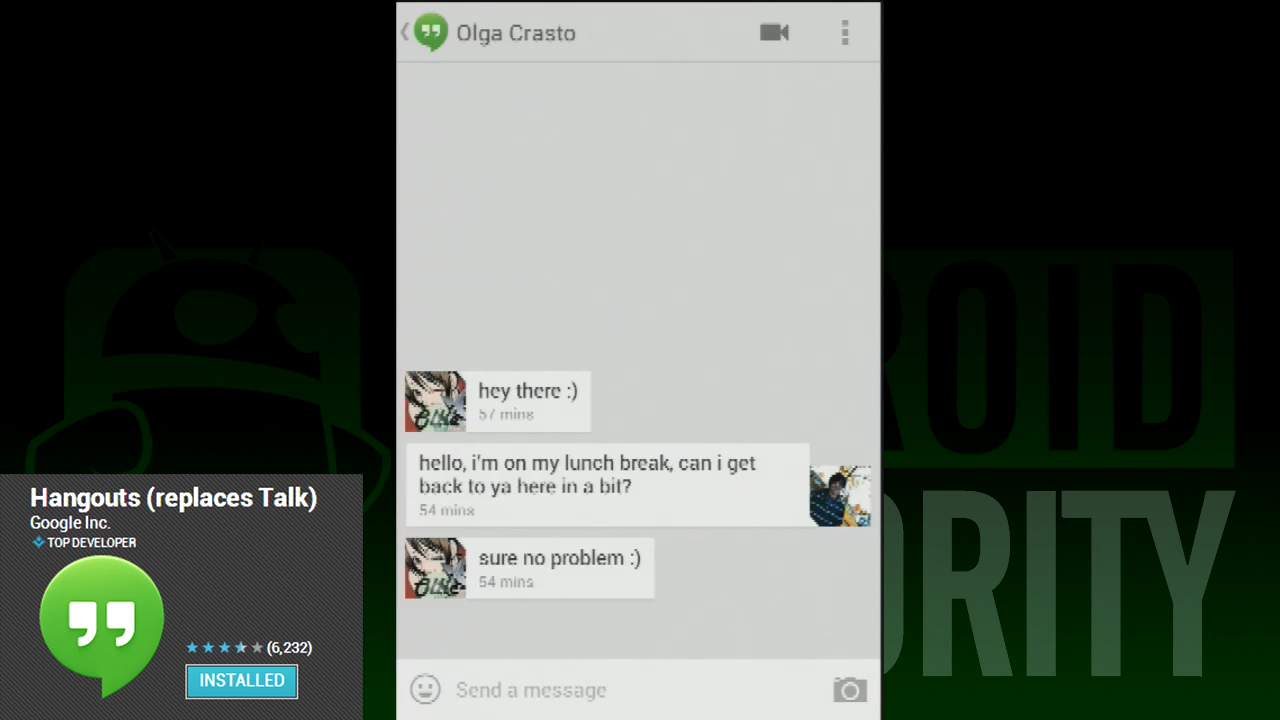 Olga Crasto
hey there :)
57 mins
hello, i'm on my lunch break, can i get
back to ya here in a bit?
54 mins
sure no problem :)
54 mins
Send a message
Hangouts (replaces Talk)
Google Inc.
TOP DEVELOPER
(6,232)
INSTALLED
ROID
ORITY